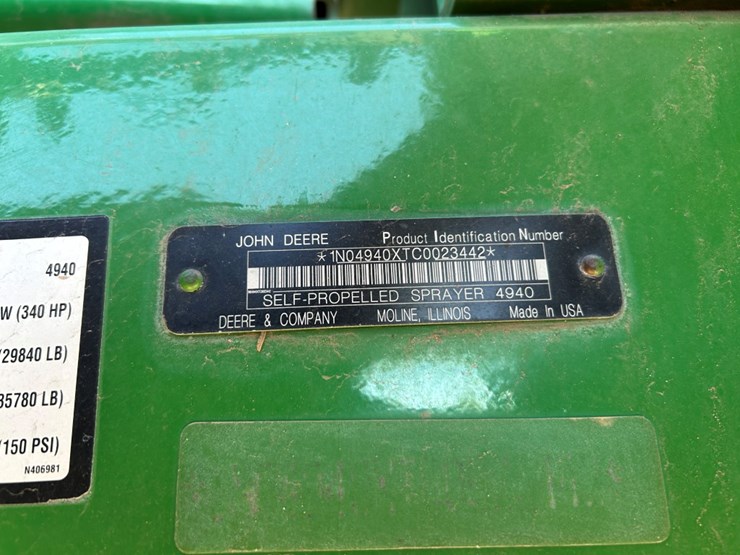 JOHN DEERE Product Identification Number
*1N04940XTC0023442*
SELF-PROPELLED SPRAYER 4940
DEERE & COMPANY MOLINE, ILLINOIS Made In USA
4940
W (340 HP)
/29840 LB)
35780 LB)
/150 PSI)
N406981